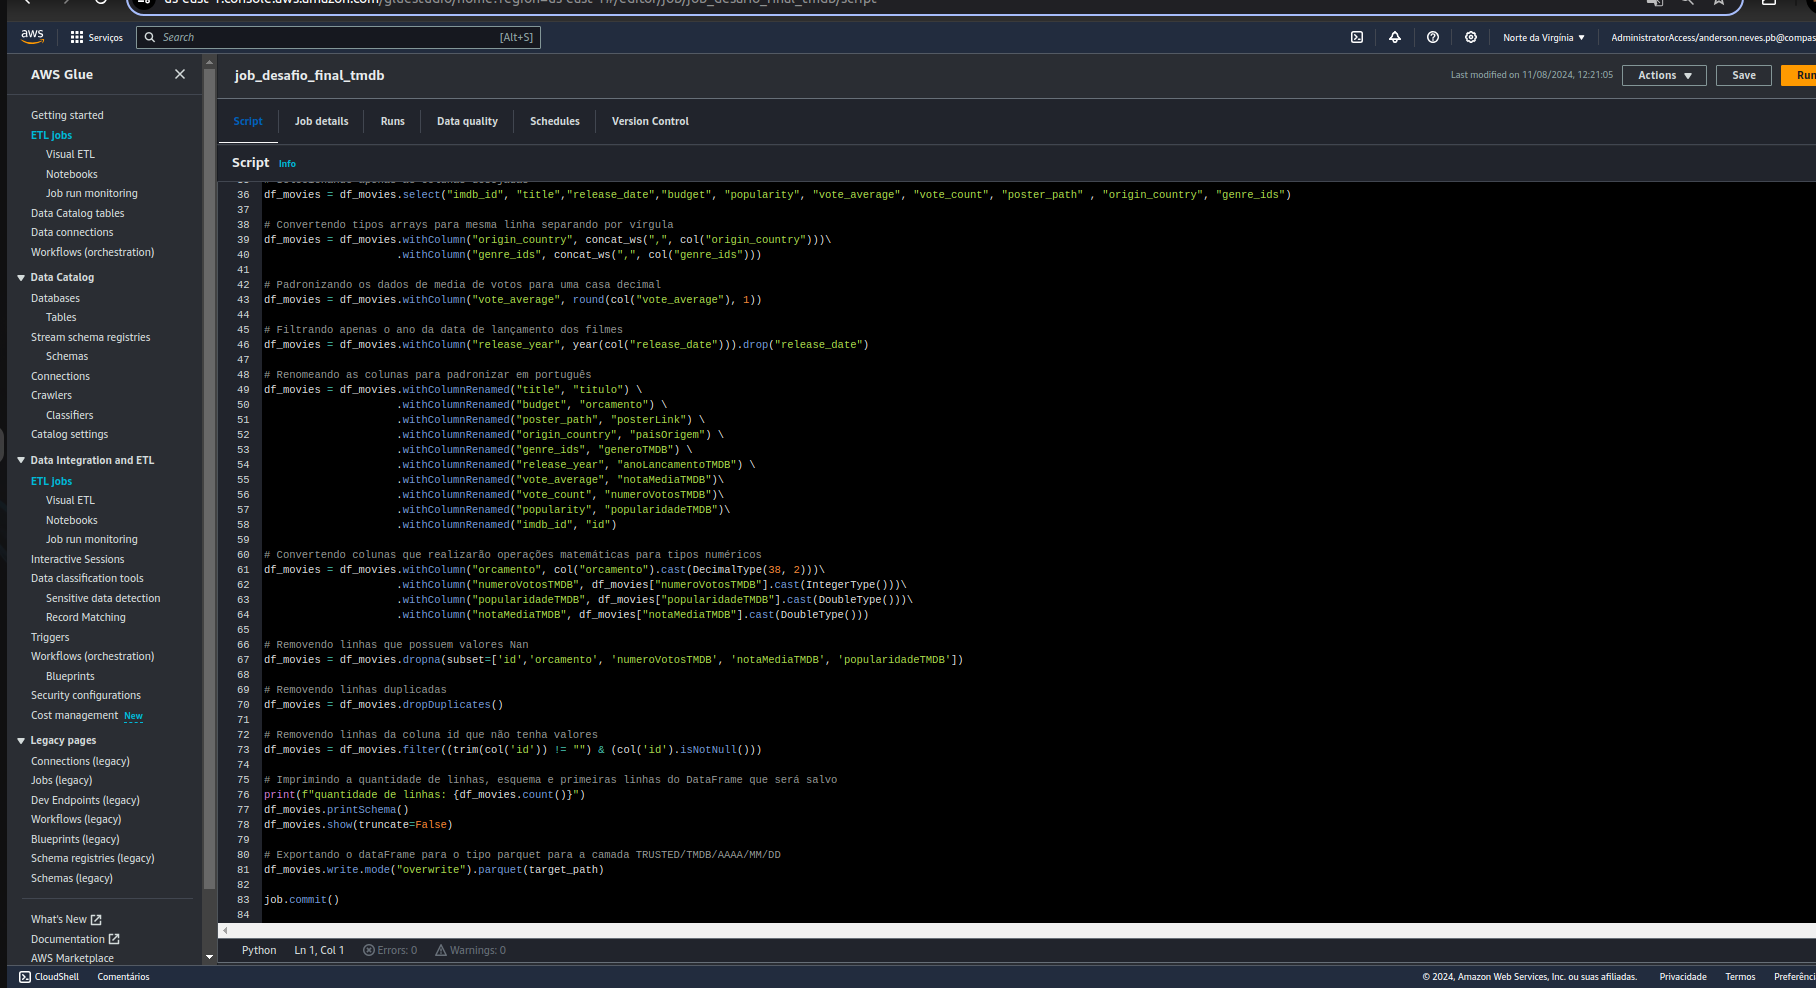 us-east-1.console.aws.amazon.com/gluestudio/home?region=us-east-1#/editor/job/job_desafio_final_tmdb/script
aws
Serviços
Search
[Alt+S]
Norte da Virgínia ▼
AdministratorAccess/anderson.neves.pb@compas
AWS Glue
Getting started
ETL jobs
Visual ETL
Notebooks
Job run monitoring
Data Catalog tables
Data connections
Workflows (orchestration)
Data Catalog
Databases
Tables
Stream schema registries
Schemas
Connections
Crawlers
Classifiers
Catalog settings
Data Integration and ETL
ETL jobs
Visual ETL
Notebooks
Job run monitoring
Interactive Sessions
Data classification tools
Sensitive data detection
Record Matching
Triggers
Workflows (orchestration)
Blueprints
Security configurations
Cost management New
Legacy pages
Connections (legacy)
Jobs (legacy)
Dev Endpoints (legacy)
Workflows (legacy)
Blueprints (legacy)
Schema registries (legacy)
Schemas (legacy)
What's New
Documentation
AWS Marketplace
job_desafio_final_tmdb
Last modified on 11/08/2024, 12:21:05
Actions ▼
Save
Run
Script
Job details
Runs
Data quality
Schedules
Version Control
Script Info
36 df_movies = df_movies.select("imdb_id", "title","release_date","budget", "popularity", "vote_average", "vote_count", "poster_path" , "origin_country", "genre_ids")
37
38 # Convertendo tipos arrays para mesma linha separando por vírgula
39 df_movies = df_movies.withColumn("origin_country", concat_ws(",", col("origin_country")))\
40 .withColumn("genre_ids", concat_ws(",", col("genre_ids")))
41
42 # Padronizando os dados de media de votos para uma casa decimal
43 df_movies = df_movies.withColumn("vote_average", round(col("vote_average"), 1))
44
45 # Filtrando apenas o ano da data de lançamento dos filmes
46 df_movies = df_movies.withColumn("release_year", year(col("release_date"))).drop("release_date")
47
48 # Renomeando as colunas para padronizar em português
49 df_movies = df_movies.withColumnRenamed("title", "titulo") \
50 .withColumnRenamed("budget", "orcamento") \
51 .withColumnRenamed("poster_path", "posterLink") \
52 .withColumnRenamed("origin_country", "paisOrigem") \
53 .withColumnRenamed("genre_ids", "generoTMDB") \
54 .withColumnRenamed("release_year", "anoLancamentoTMDB") \
55 .withColumnRenamed("vote_average", "notaMediaTMDB")\
56 .withColumnRenamed("vote_count", "numeroVotosTMDB")\
57 .withColumnRenamed("popularity", "popularidadeTMDB")\
58 .withColumnRenamed("imdb_id", "id")
59
60 # Convertendo colunas que realizarão operações matemáticas para tipos numéricos
61 df_movies = df_movies.withColumn("orcamento", col("orcamento").cast(DecimalType(38, 2)))\
62 .withColumn("numeroVotosTMDB", df_movies["numeroVotosTMDB"].cast(IntegerType()))\
63 .withColumn("popularidadeTMDB", df_movies["popularidadeTMDB"].cast(DoubleType()))\
64 .withColumn("notaMediaTMDB", df_movies["notaMediaTMDB"].cast(DoubleType()))
65
66 # Removendo linhas que possuem valores Nan
67 df_movies = df_movies.dropna(subset=['id','orcamento', 'numeroVotosTMDB', 'notaMediaTMDB', 'popularidadeTMDB'])
68
69 # Removendo linhas duplicadas
70 df_movies = df_movies.dropDuplicates()
71
72 # Removendo linhas da coluna id que não tenha valores
73 df_movies = df_movies.filter((trim(col('id')) != "") & (col('id').isNotNull()))
74
75 # Imprimindo a quantidade de linhas, esquema e primeiras linhas do DataFrame que será salvo
76 print(f"quantidade de linhas: {df_movies.count()}")
77 df_movies.printSchema()
78 df_movies.show(truncate=False)
79
80 # Exportando o dataFrame para o tipo parquet para a camada TRUSTED/TMDB/AAAA/MM/DD
81 df_movies.write.mode("overwrite").parquet(target_path)
82
83 job.commit()
84
Python
Ln 1, Col 1
Errors: 0
Warnings: 0
CloudShell
Comentários
© 2024, Amazon Web Services, Inc. ou suas afiliadas.
Privacidade
Termos
Preferênci